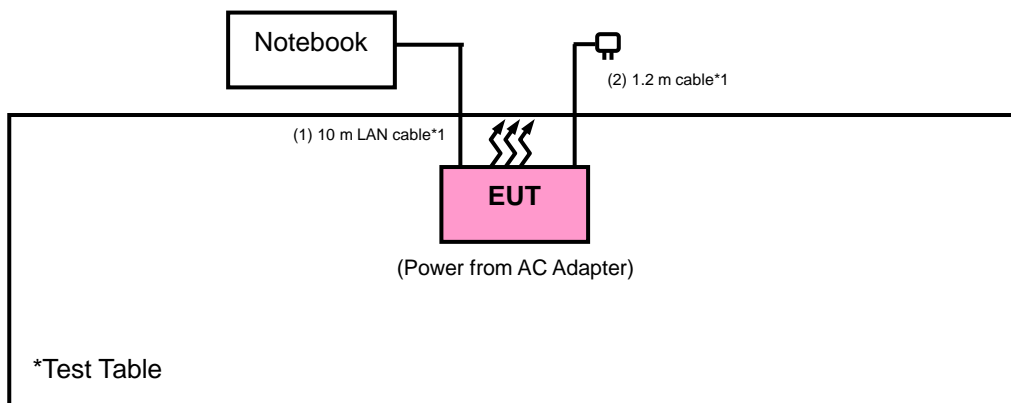 Notebook
(2) 1.2 m cable*1
(1) 10 m LAN cable*1
EUT
(Power from AC Adapter)
*Test Table